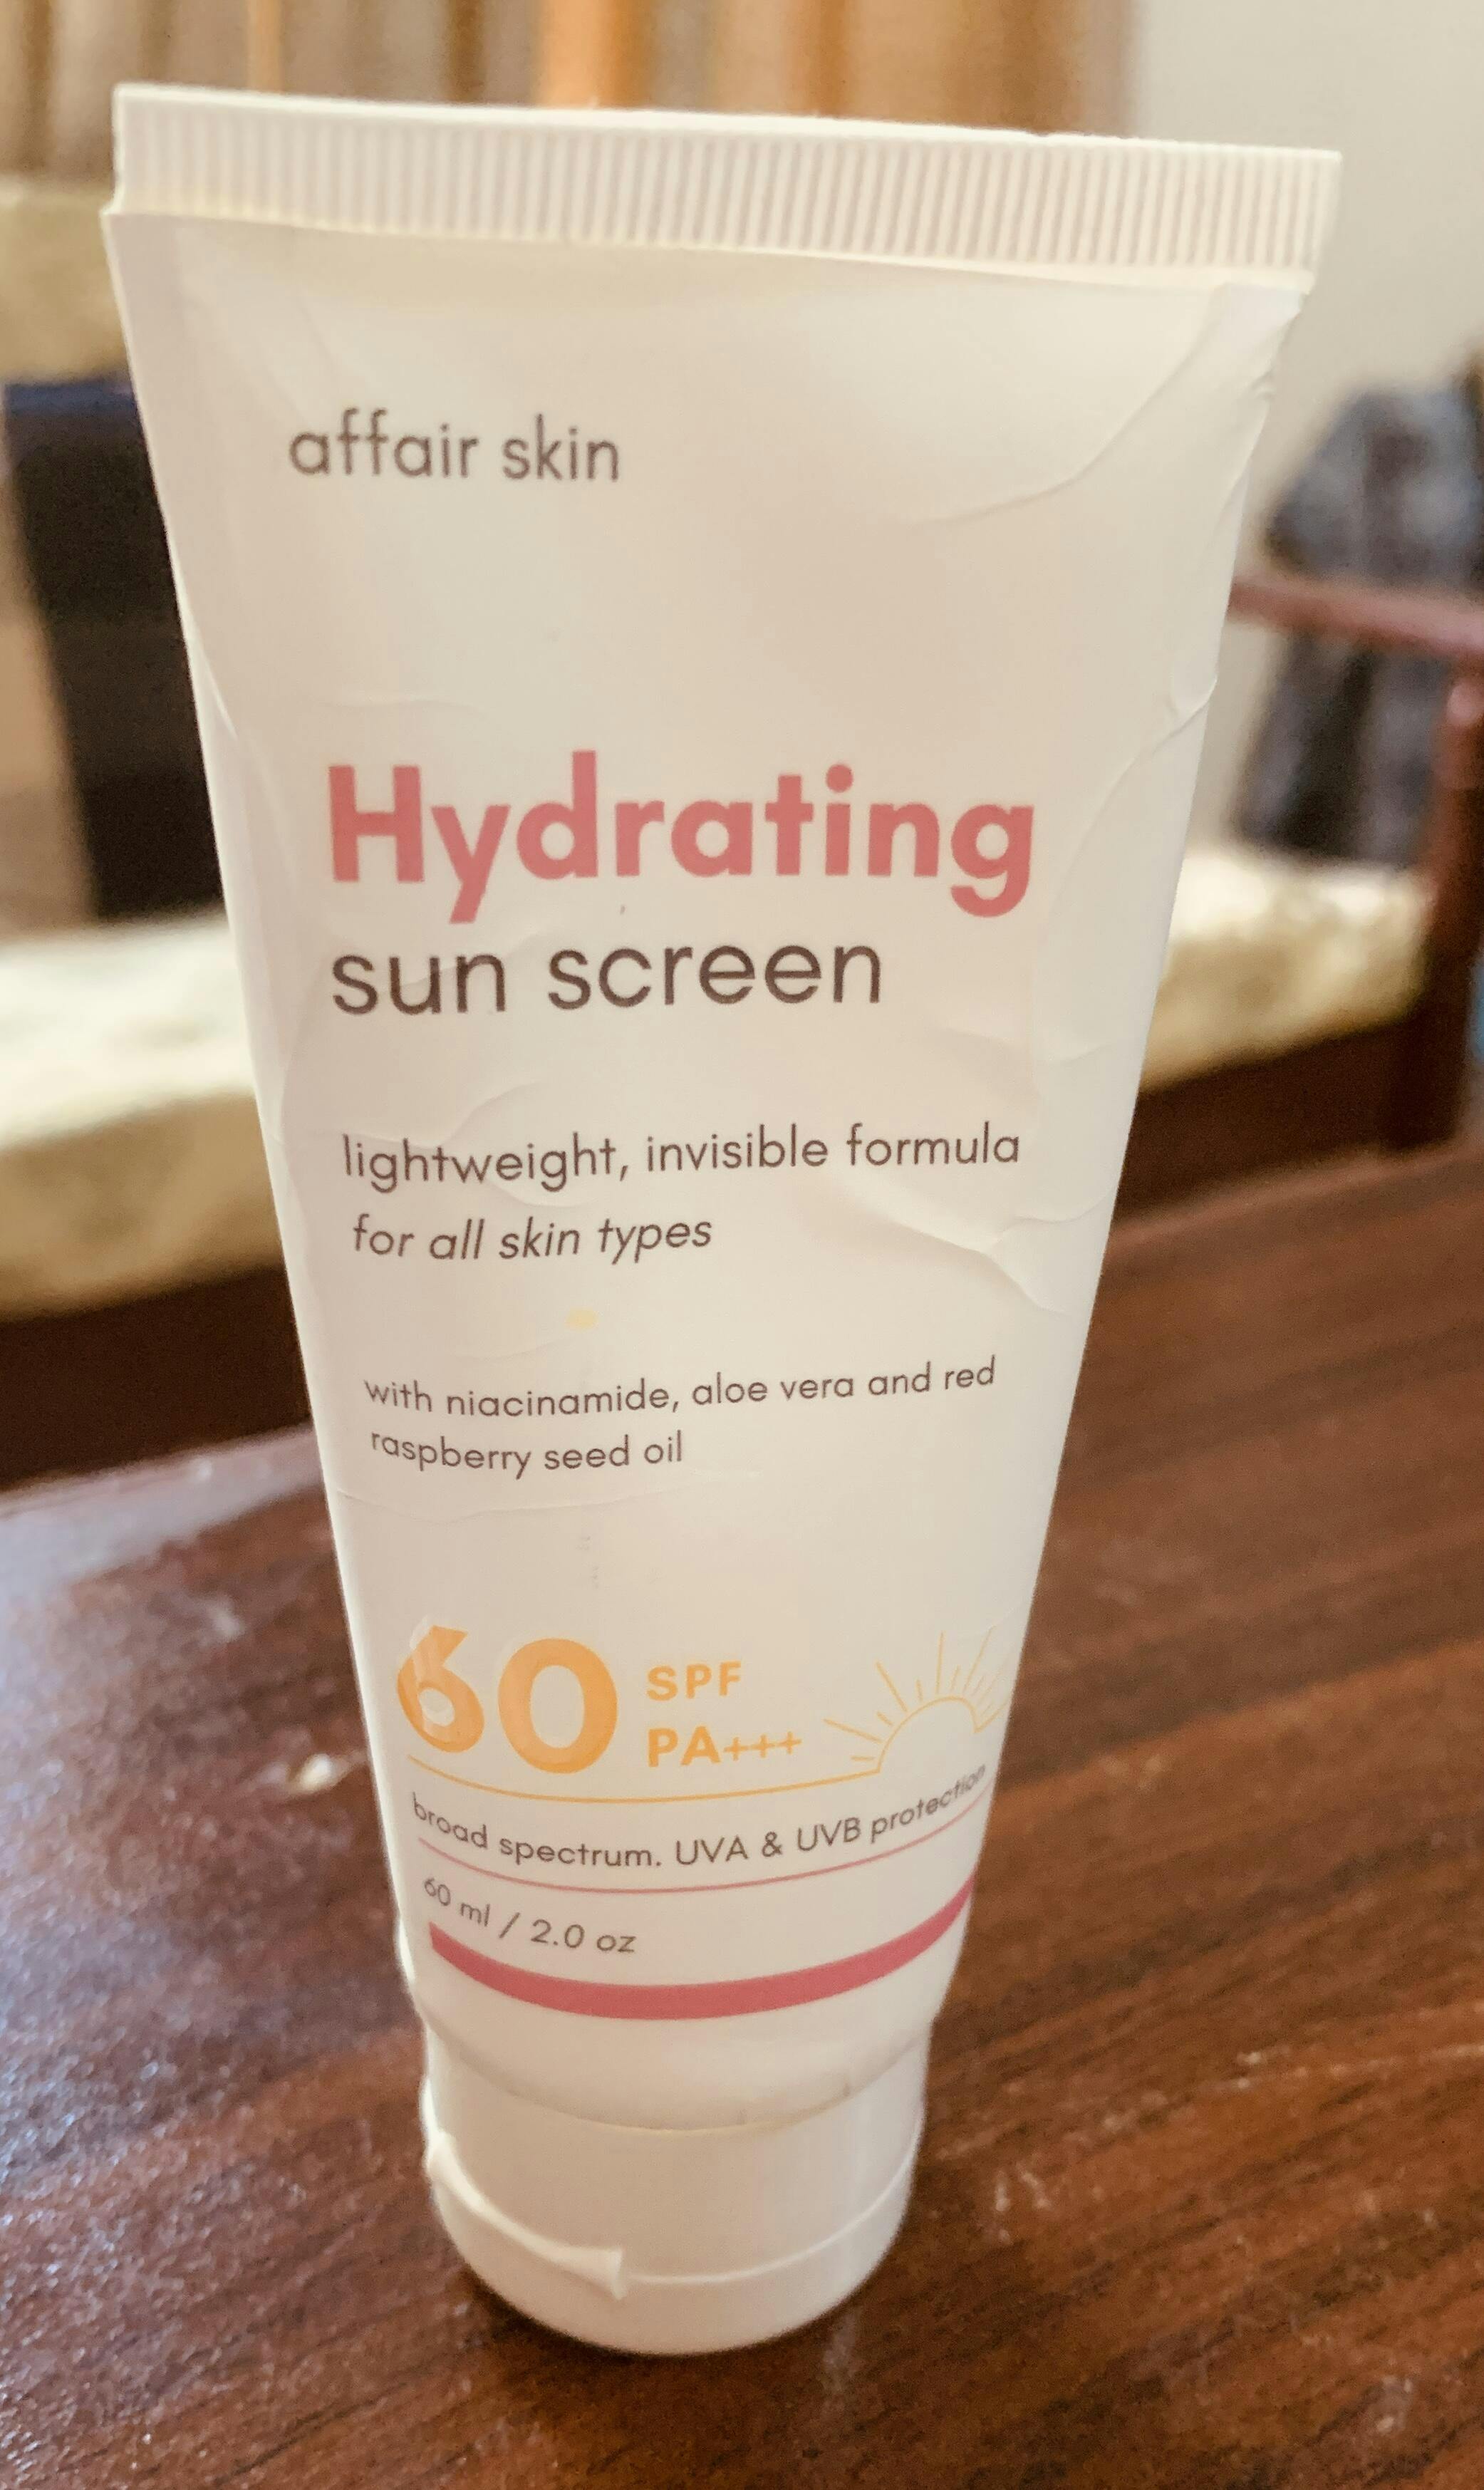 affair skin
Hydrating
sun screen
lightweight, invisible formula
for all skin types
with niacinamide, aloe vera and red
raspberry seed oil
60 SPF
PA+++
broad spectrum. UVA & UVB protection
60 ml / 2.0 oz